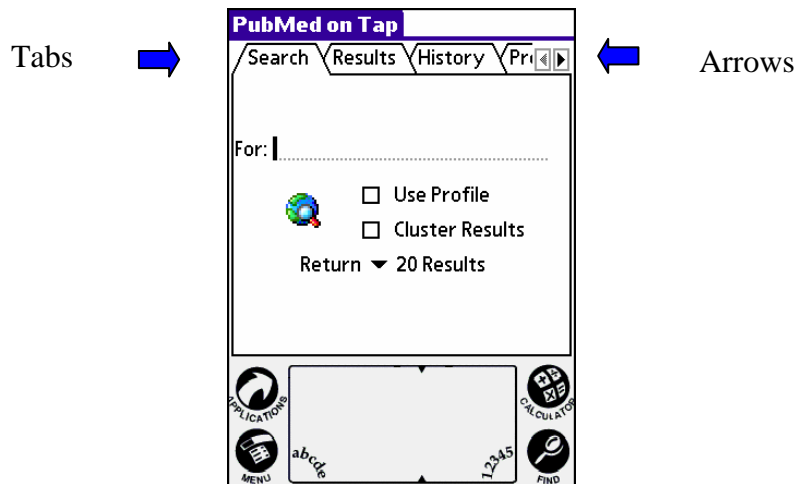 PubMed on Tap
Tabs
Search Results History Pr
Arrows
For:
Use Profile
Cluster Results
Return 20 Results
APPLICATIONS
CALCULATOR
abcde
12345
MENU
FIND